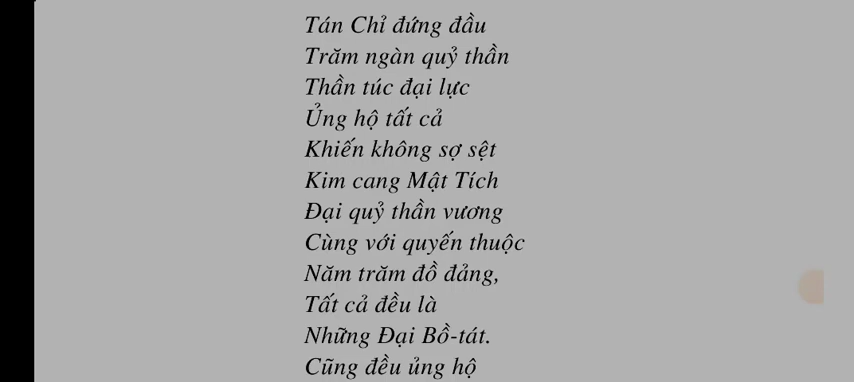 Tán Chỉ đứng đầu
Trăm ngàn quỷ thần
Thần túc đại lực
Ủng hộ tất cả
Khiến không sợ sệt
Kim cang Mật Tích
Đại quỷ thần vương
Cùng với quyến thuộc
Năm trăm đồ đảng,
Tất cả đều là
Những Đại Bồ-tát.
Cũng đều ủng hộ